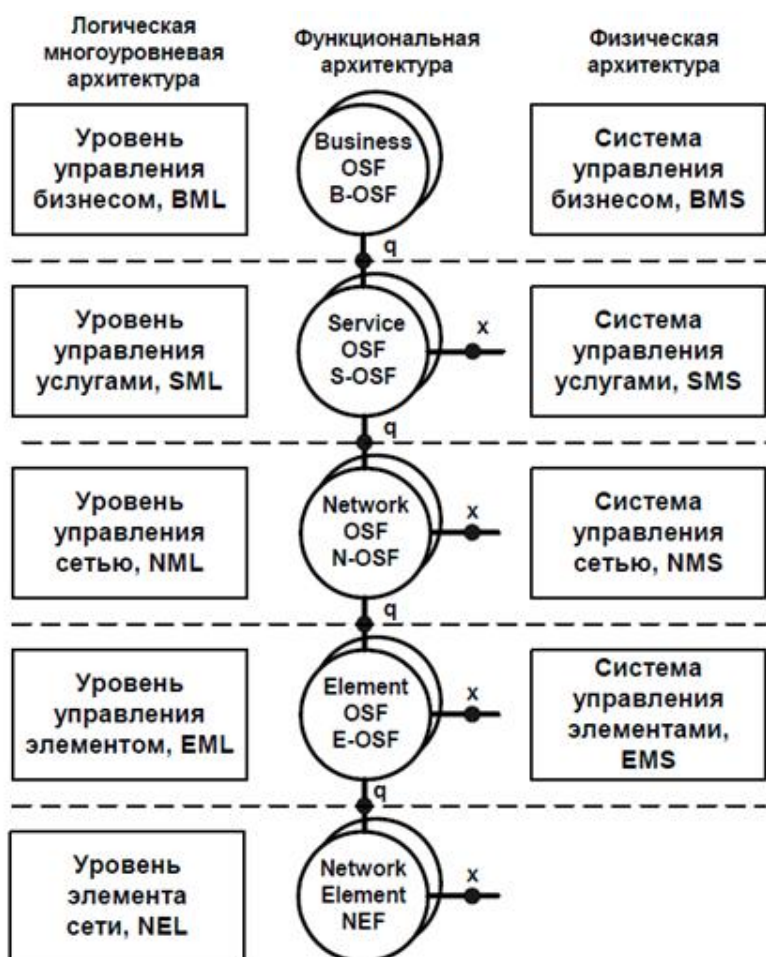 Логическая
многоуровневая
архитектура
Функциональная
архитектура
Физическая
архитектура
Уровень
управления
бизнесом, BML
Business
OSF
B-OSF
Система
управления
бизнесом, BMS
q
Уровень
управления
услугами, SML
Service
OSF
S-OSF
x
Система
управления
услугами, SMS
q
Уровень
управления
сетью, NML
Network
OSF
N-OSF
x
Система
управления
сетью, NMS
q
Уровень
управления
элементом, EML
Element
OSF
E-OSF
x
Система
управления
элементами,
EMS
q
Уровень
элемента
сети, NEL
Network
Element
NEF
x